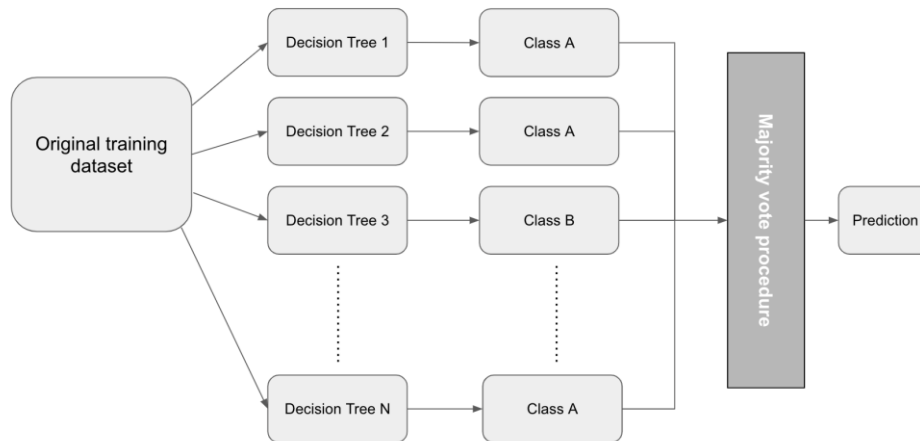 Original training
dataset
Decision Tree 1
Class A
Decision Tree 2
Class A
Decision Tree 3
Class B
Decision Tree N
Class A
Majority vote procedure
Prediction